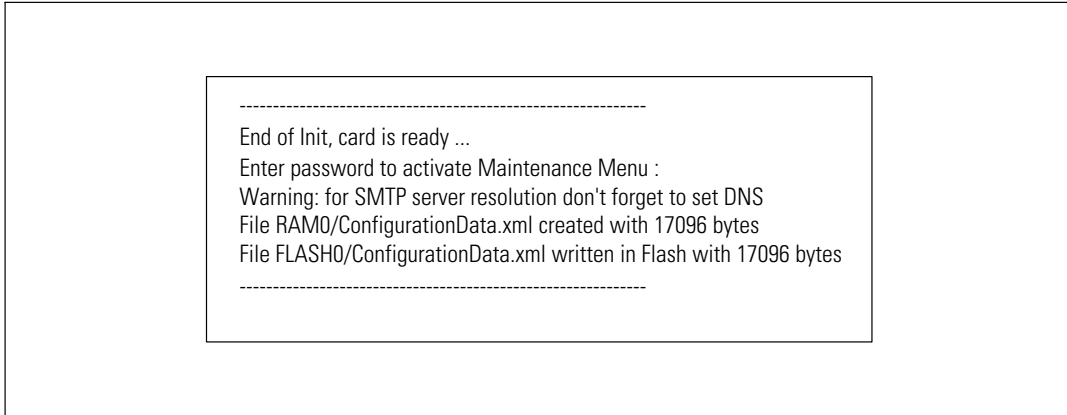 -------------------------------------------------------------
End of Init, card is ready ...
Enter password to activate Maintenance Menu :
Warning: for SMTP server resolution don't forget to set DNS
File RAM0/ConfigurationData.xml created with 17096 bytes
File FLASH0/ConfigurationData.xml written in Flash with 17096 bytes
-------------------------------------------------------------